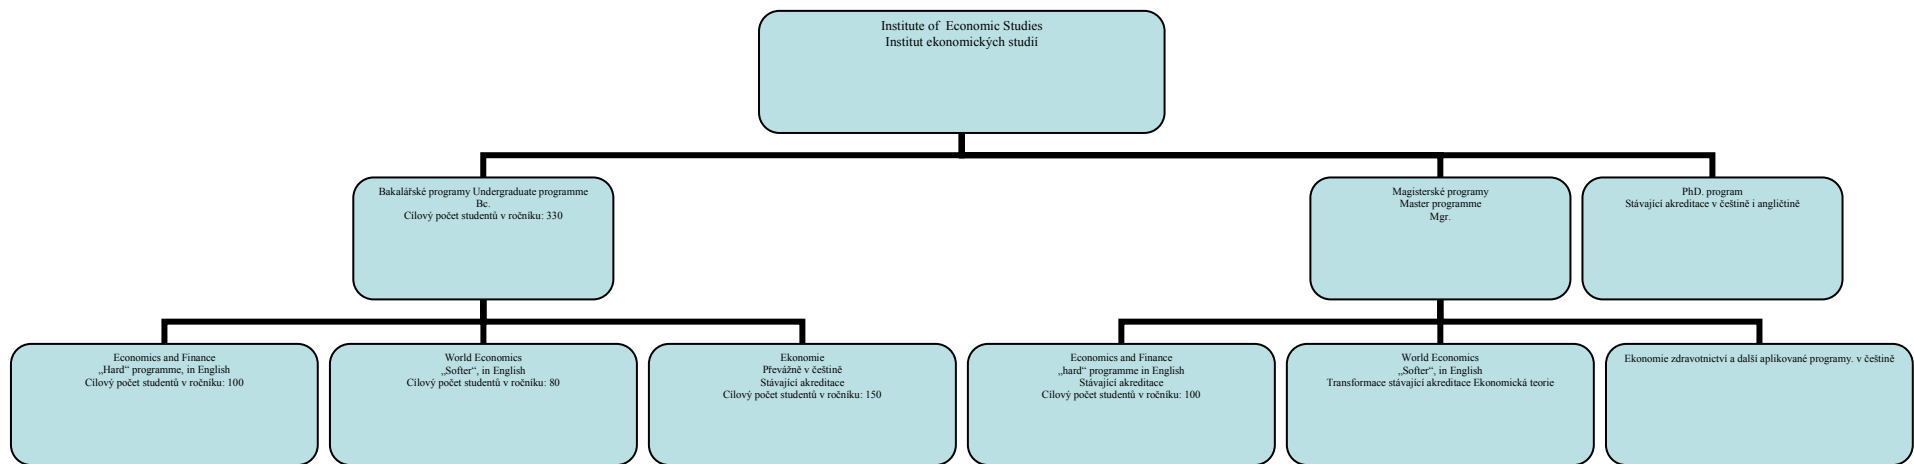 Institute of Economic Studies
Institut ekonomických studií
Bakalářské programy Undergraduate programme
Bc.
Cílový počet studentů v ročníku: 330
Magisterské programy
Master programme
Mgr.
PhD. program
Stávající akreditace v češtině i angličtině
Economics and Finance
„Hard“ programme, in English
Cílový počet studentů v ročníku: 100
World Economics
„Softer“, in English
Cílový počet studentů v ročníku: 80
Ekonomie
Převážně v češtině
Stávající akreditace
Cílový počet studentů v ročníku: 150
Economics and Finance
„hard“ programme in English
Stávající akreditace
Cílový počet studentů v ročníku: 100
World Economics
„Softer“, in English
Transformace stávající akreditace Ekonomická teorie
Ekonomie zdravotnictví a další aplikované programy. v češtině